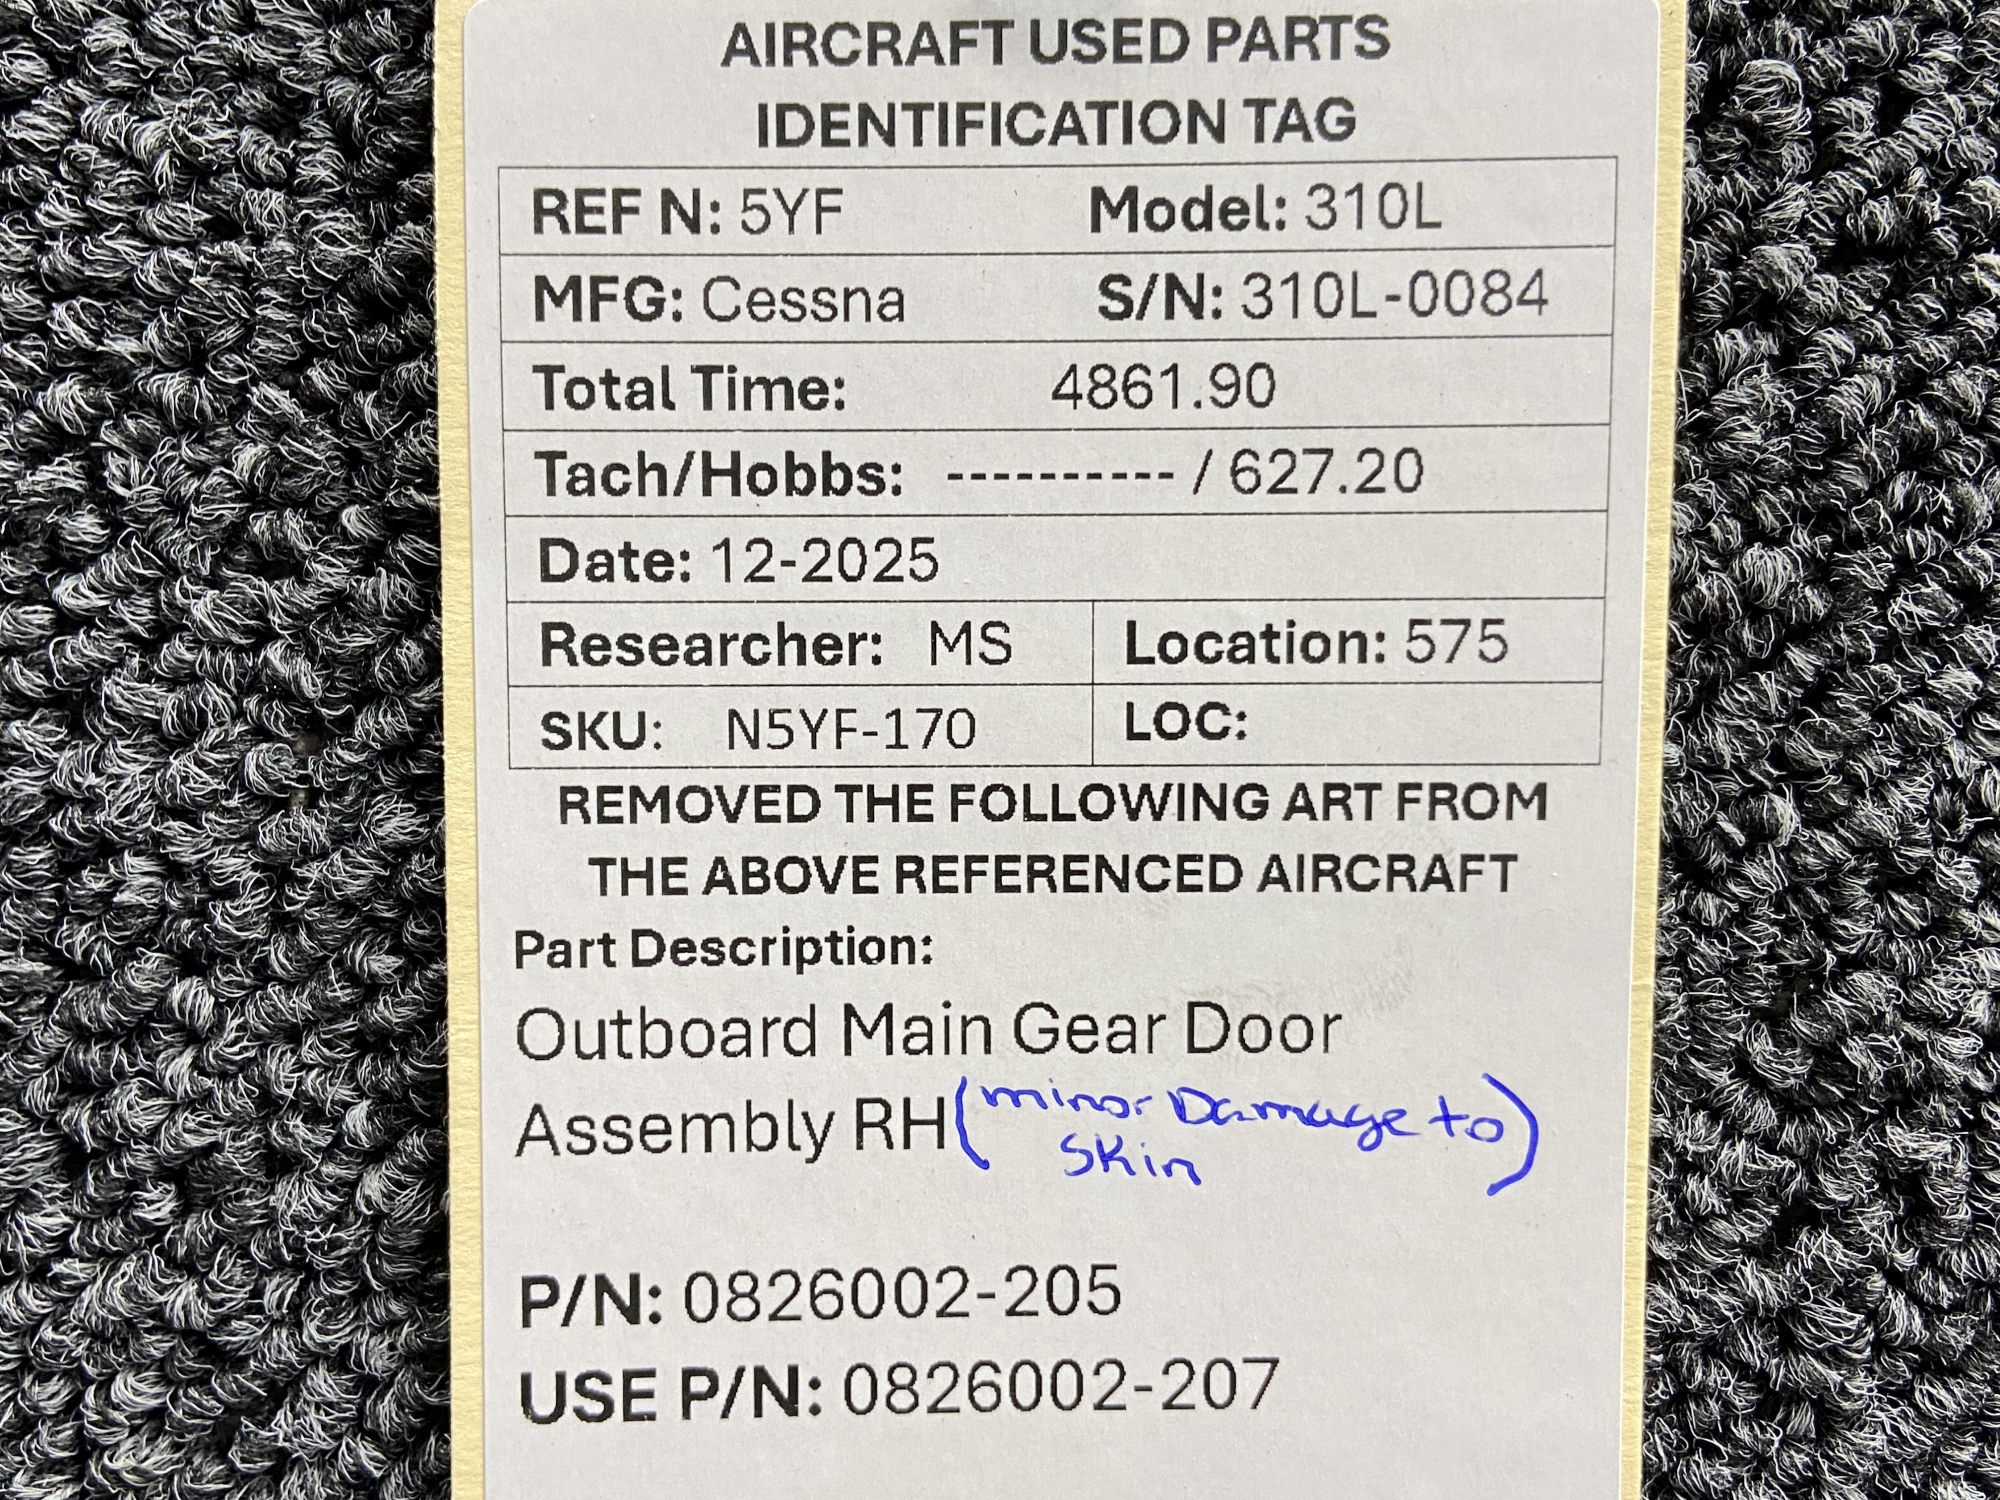 AIRCRAFT USED PARTS
IDENTIFICATION TAG
REF N: 5YF Model: 310L
MFG: Cessna S/N: 310L-0084
Total Time: 4861.90
Tach/Hobbs: ---------- / 627.20
Date: 12-2025
Researcher: MS Location: 575
SKU: N5YF-170 LOC:
REMOVED THE FOLLOWING ART FROM
THE ABOVE REFERENCED AIRCRAFT
Part Description:
Outboard Main Gear Door
Assembly RH (minor Damage to
Skin)
P/N: 0826002-205
USE P/N: 0826002-207